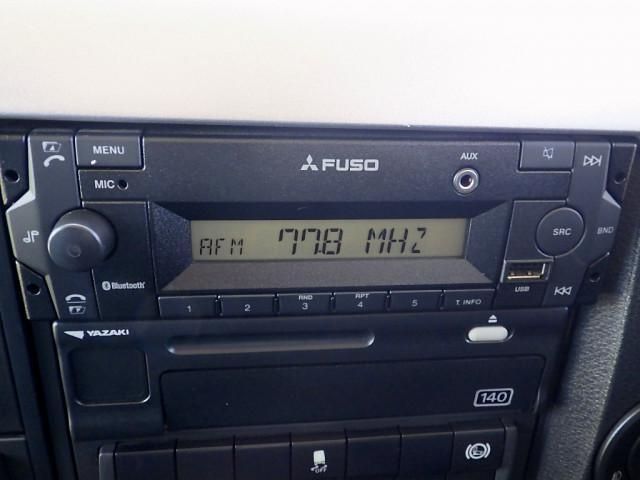 MENU
MIC
FUSO
AUX
AFM 77.8 MHZ
SRC
BND
Bluetooth
USB
RND
RPT
1 2 3 4 5 T. INFO
YAZAKI
140
OFF